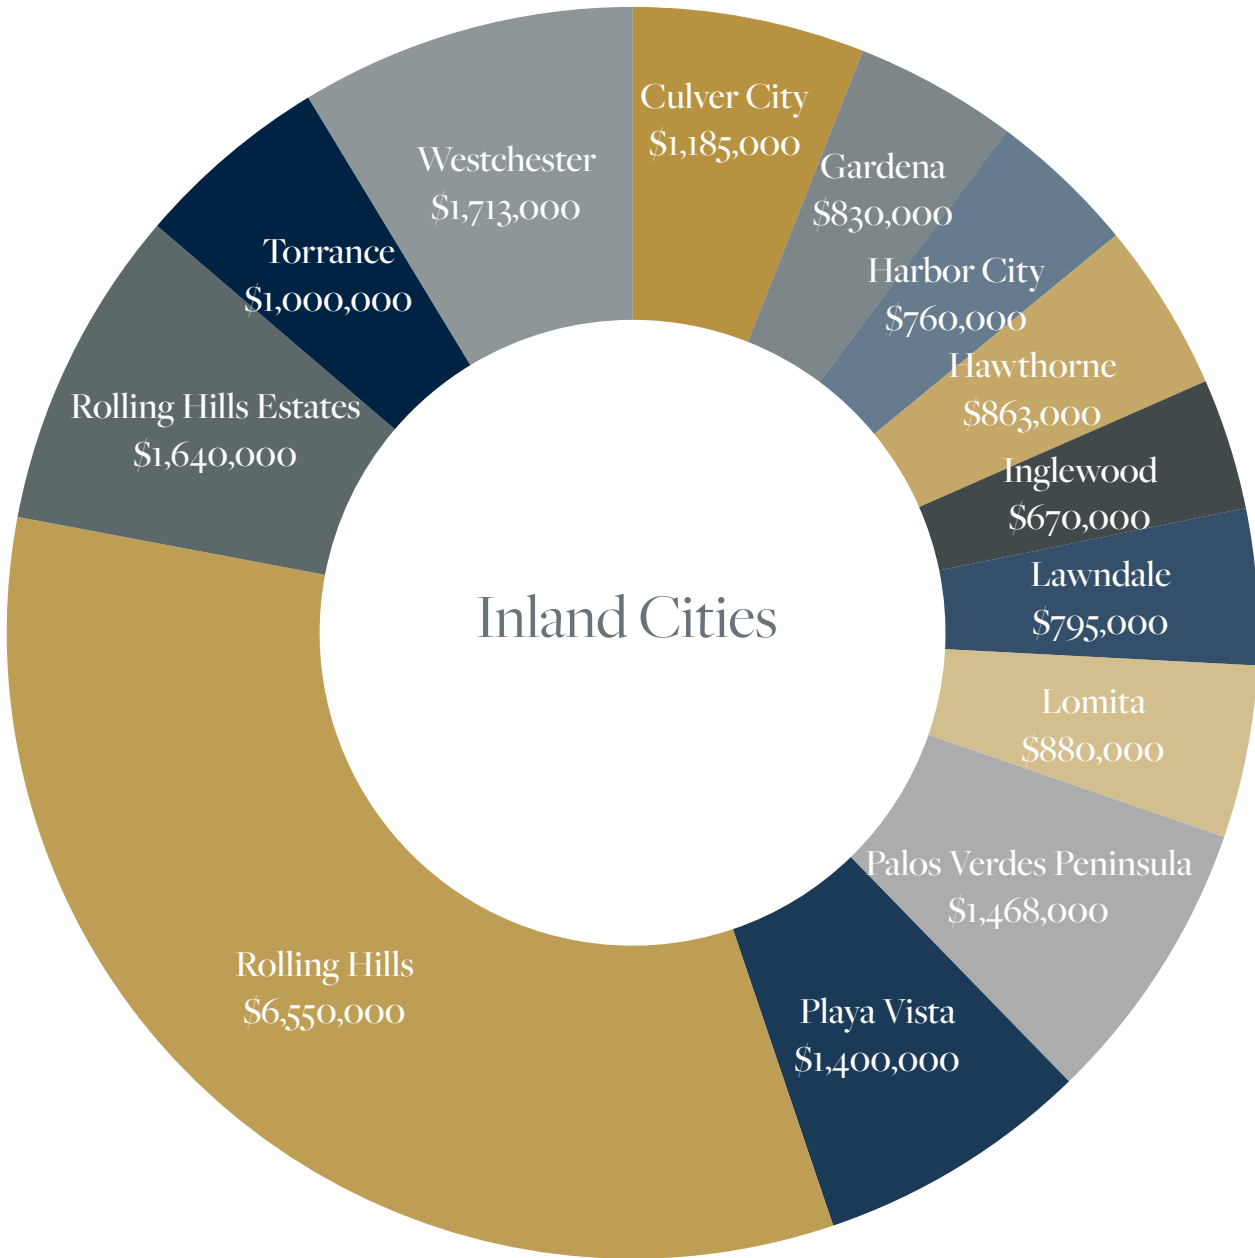 Culver City
$1,185,000
Gardena
$830,000
Harbor City
$760,000
Hawthorne
$863,000
Inglewood
$670,000
Lawndale
$795,000
Lomita
$880,000
Palos Verdes Peninsula
$1,468,000
Playa Vista
$1,400,000
Rolling Hills
$6,550,000
Rolling Hills Estates
$1,640,000
Torrance
$1,000,000
Westchester
$1,713,000
Inland Cities